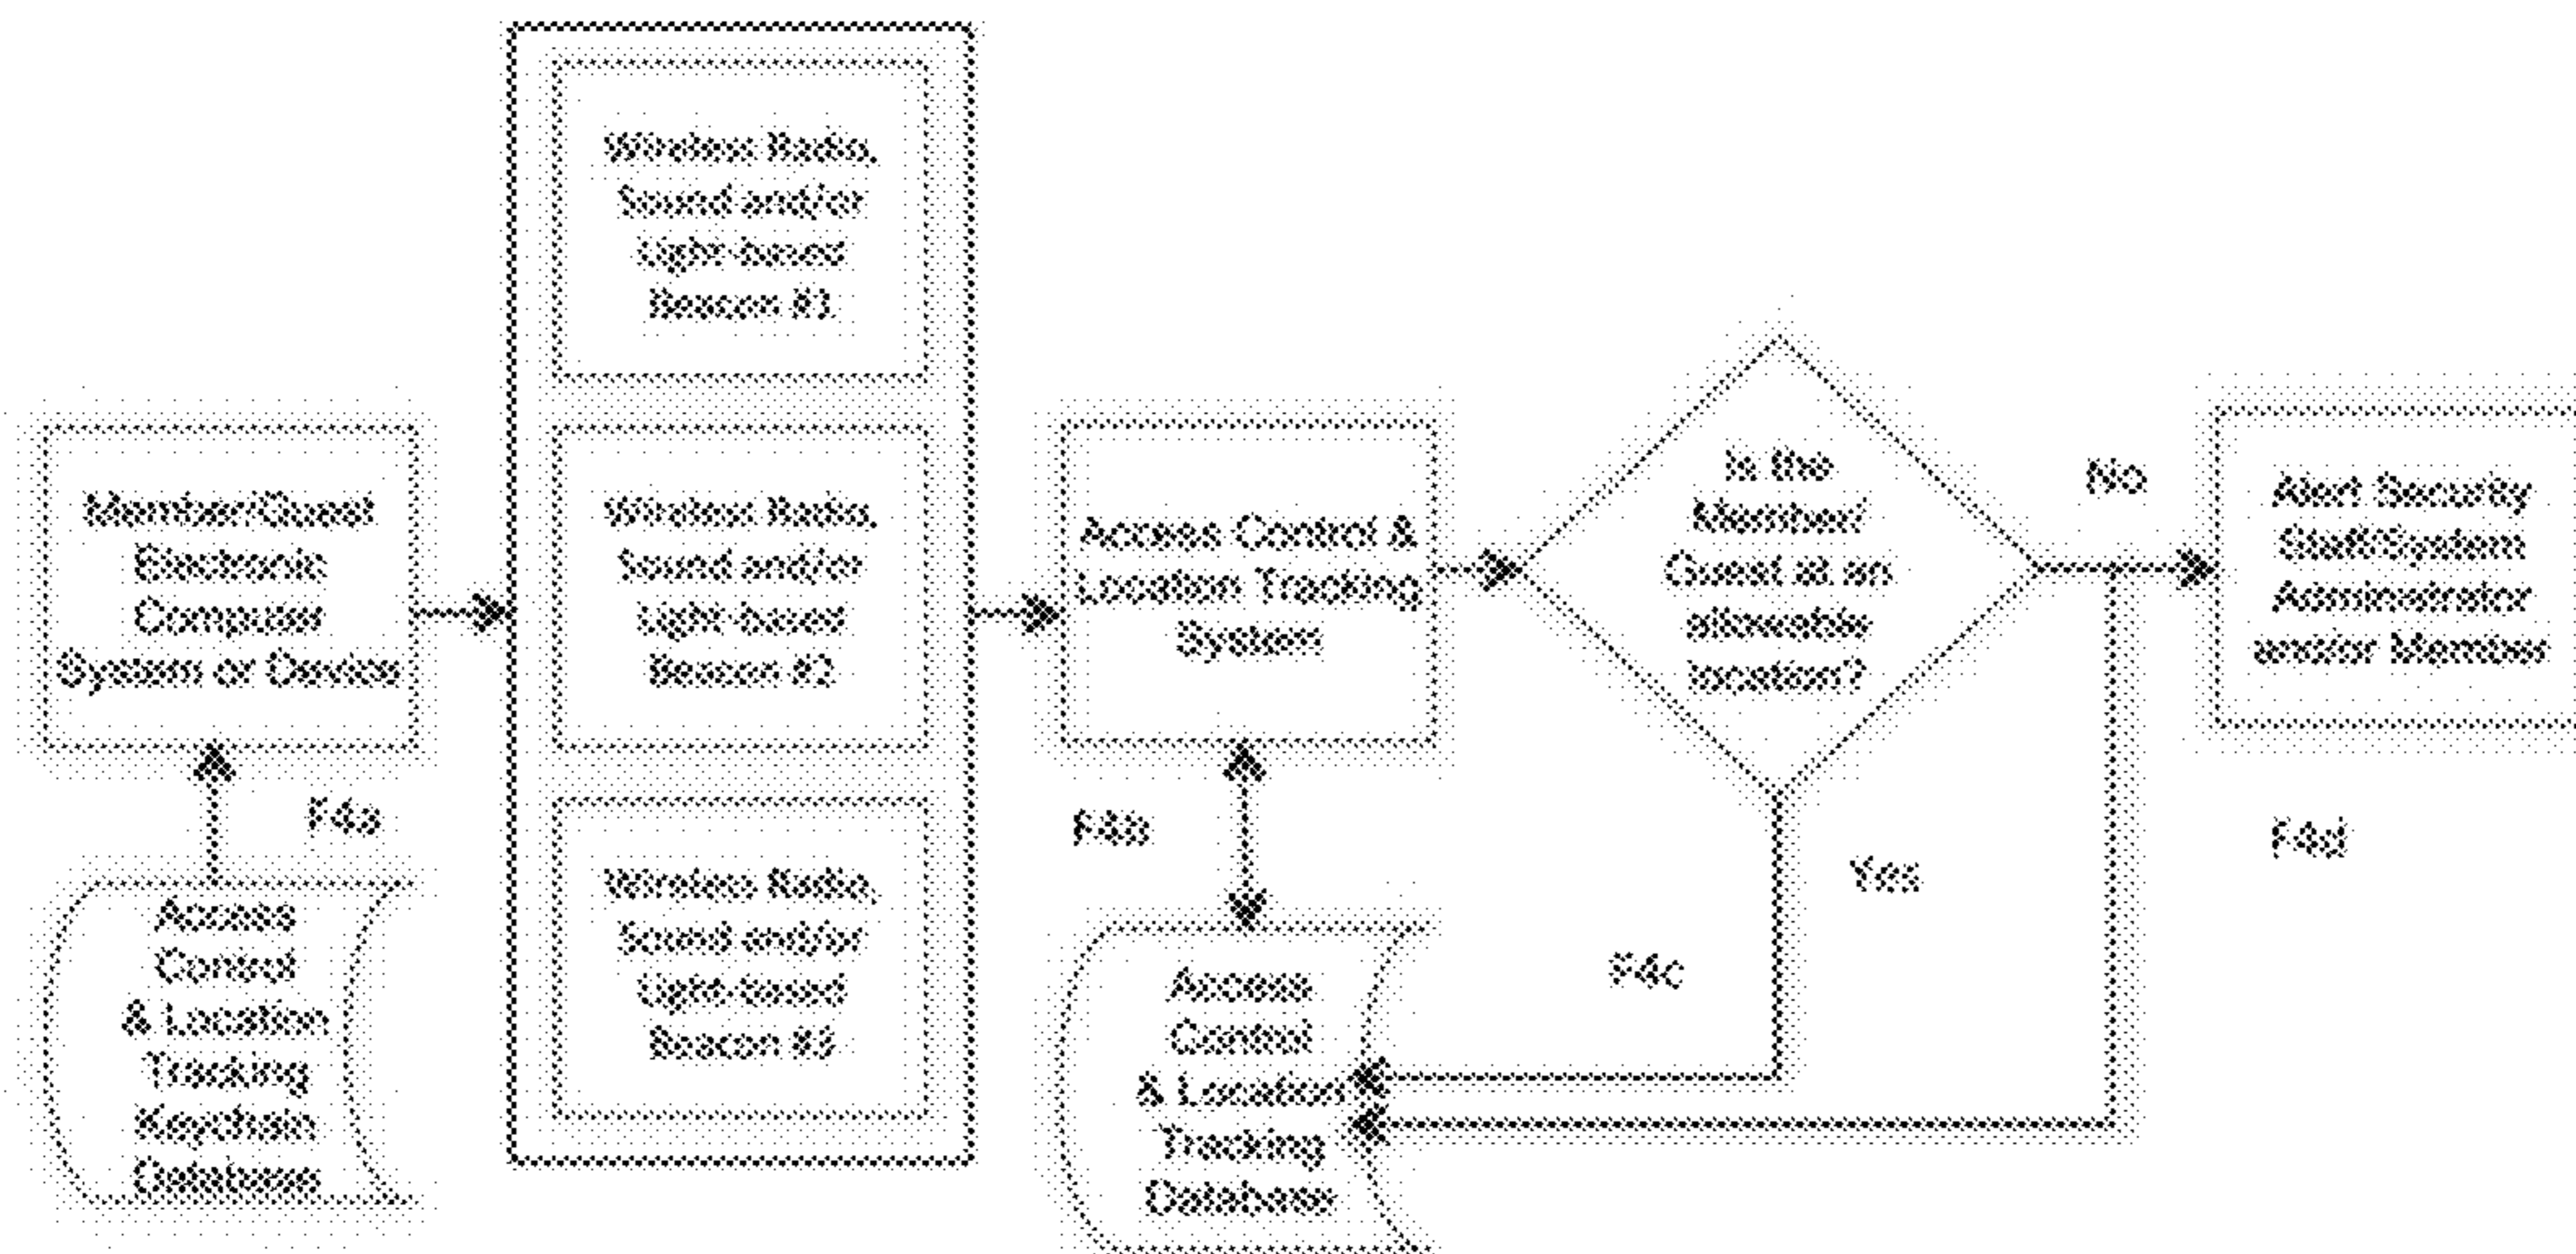 Wireless Radio,
Sound and/or
Light-based
Beacon #1
Member/Guest
Electronic
Computer
System or Device
Wireless Radio,
Sound and/or
Light-based
Beacon #2
Access Control &
Location Tracking
System
Is the
Member/
Guest at an
allowable
location?
No
Alert Security
Staff/System
Administrator
and/or Member
F4a
F4b
Yes
F4d
Access
Control
& Location
Tracking
Keychain
Database
Wireless Radio,
Sound and/or
Light-based
Beacon #3
F4c
Access
Control
& Location
Tracking
Database